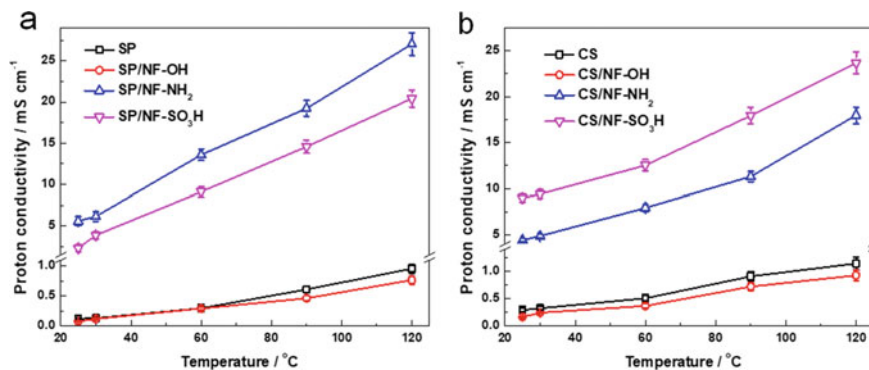 a
SP
SP/NF-OH
SP/NF-NH₂
SP/NF-SO₃H
Proton conductivity / mS cm⁻¹
25
20
15
10
5
1.0
0.5
0.0
20 40 60 80 100 120
Temperature / °C
b
CS
CS/NF-OH
CS/NF-NH₂
CS/NF-SO₃H
Proton conductivity / mS cm⁻¹
25
20
15
10
5
1.0
0.5
0.0
20 40 60 80 100 120
Temperature / °C